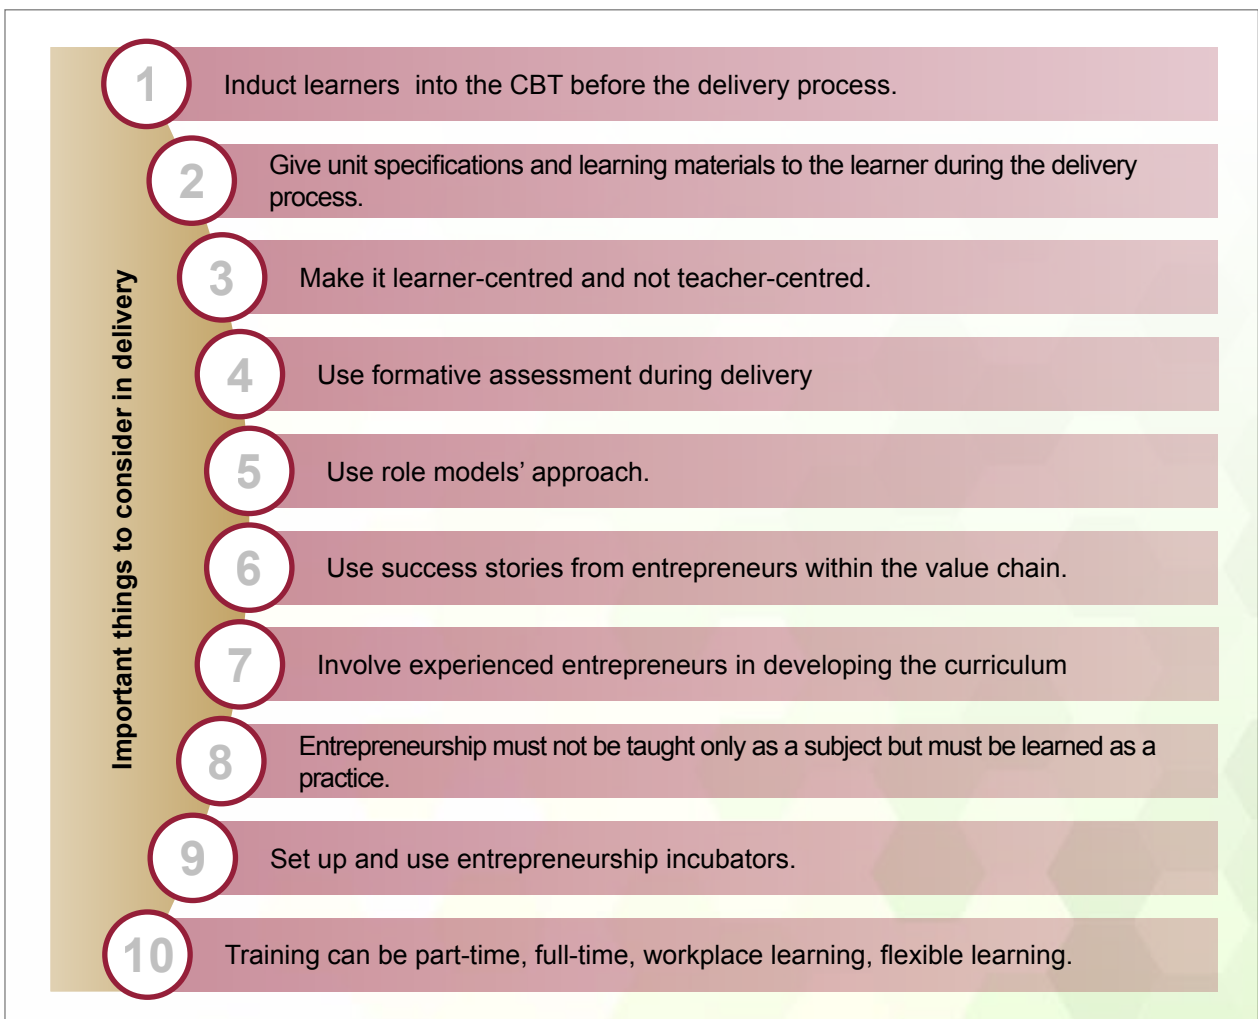 Important things to consider in delivery
1
Induct learners  into the CBT before the delivery process.
2
Give unit specifications and learning materials to the learner during the delivery
process.
3
Make it learner-centred and not teacher-centred.
4
Use formative assessment during delivery
5
Use role models’ approach.
6
Use success stories from entrepreneurs within the value chain.
7
Involve experienced entrepreneurs in developing the curriculum
8
Entrepreneurship must not be taught only as a subject but must be learned as a
practice.
9
Set up and use entrepreneurship incubators.
10
Training can be part-time, full-time, workplace learning, flexible learning.